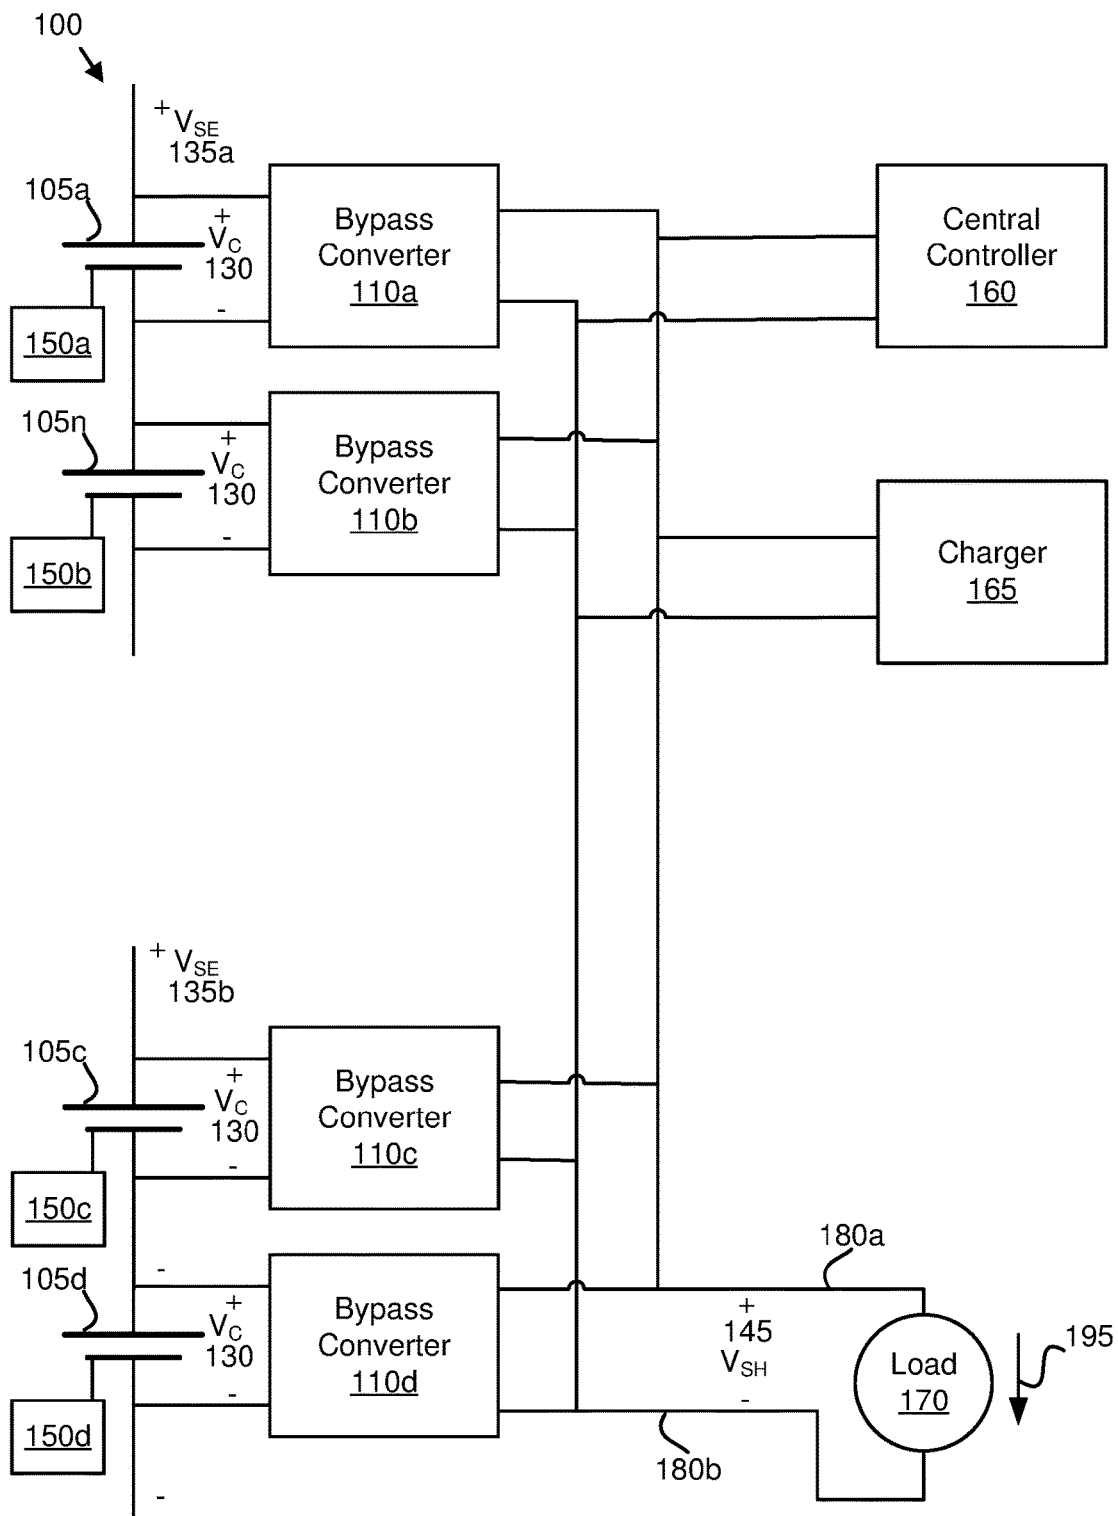 100
+ VSE
135a
105a
+
VC
130
-
Bypass
Converter
110a
Central
Controller
160
150a
105n
+
VC
130
-
Bypass
Converter
110b
150b
Charger
165
+ VSE
135b
105c
+
VC
130
-
Bypass
Converter
110c
150c
-
105d
+
VC
130
-
Bypass
Converter
110d
150d
-
180a
+
145
VSH
-
180b
Load
170
195